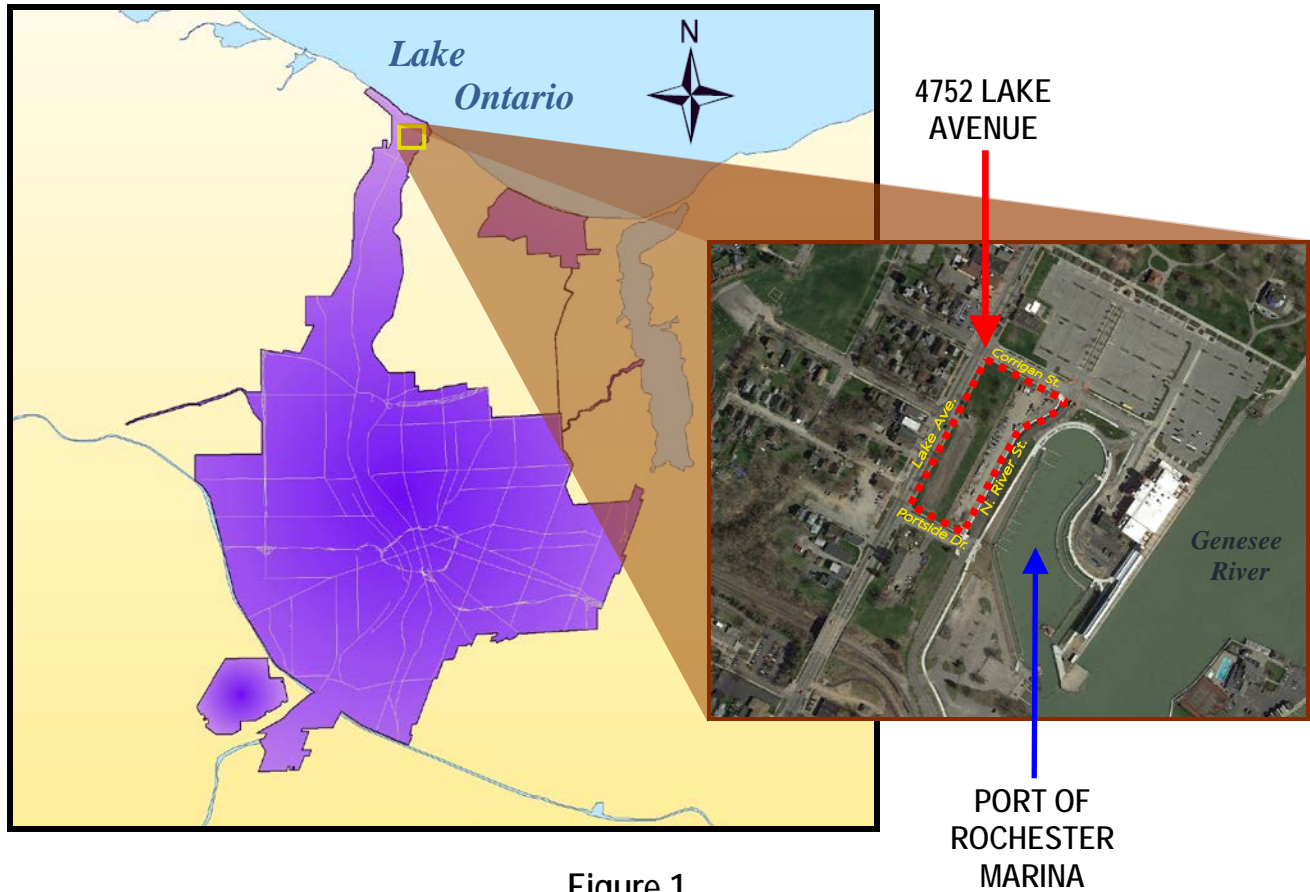 Lake
Ontario
N
4752 LAKE
AVENUE
Corrigan St.
Lake Ave.
N. River St.
Portside Dr.
Genesee
River
PORT OF
ROCHESTER
MARINA
Figure 1